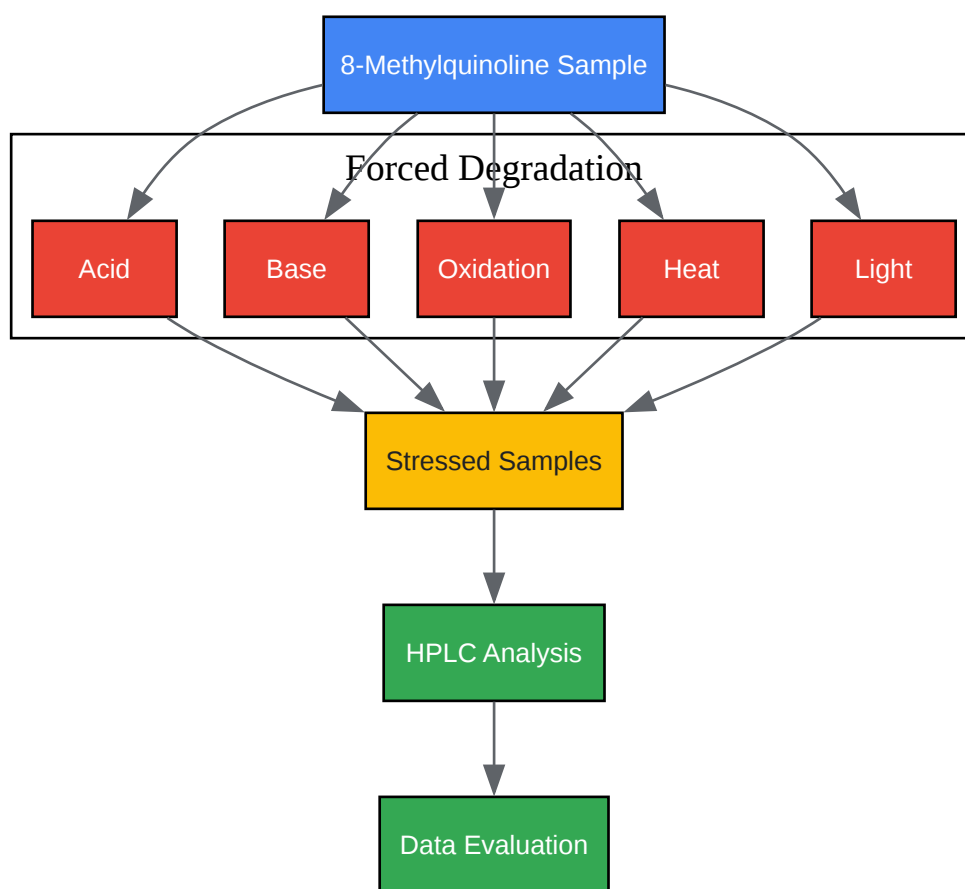 8-Methylquinoline Sample
Forced Degradation
Acid
Base
Oxidation
Heat
Light
Stressed Samples
HPLC Analysis
Data Evaluation